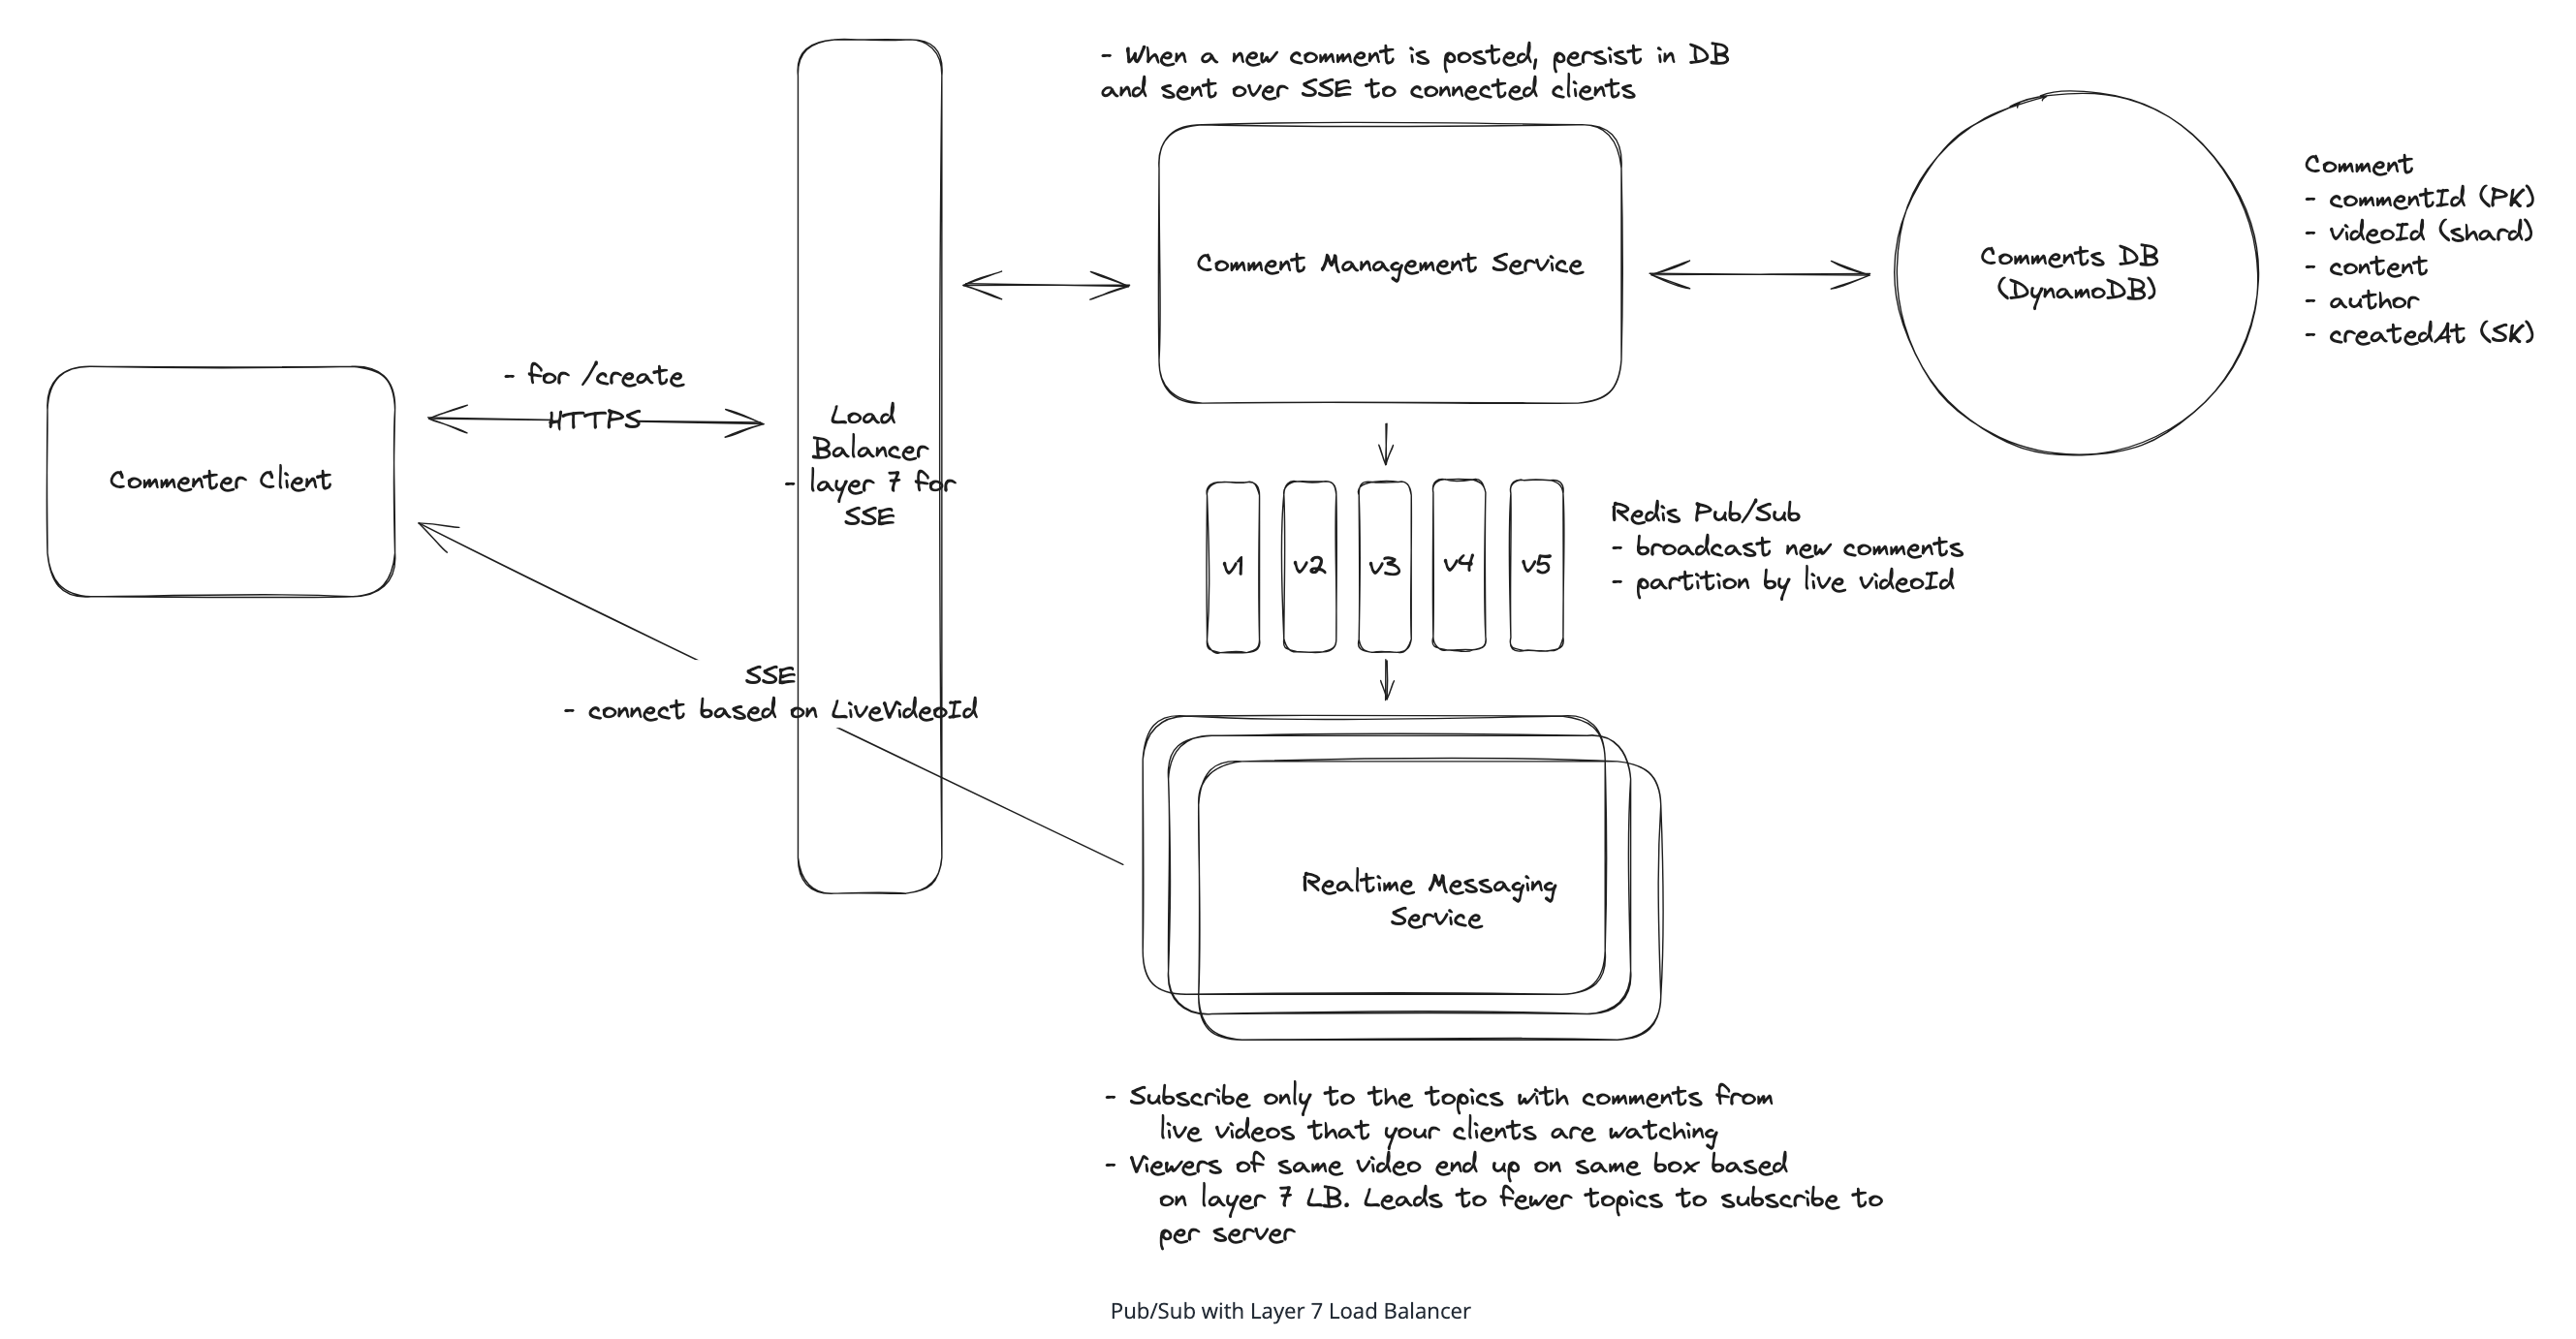 - When a new comment is posted, persist in DB
and sent over SSE to connected clients
Comment Management Service
Comments DB
(DynamoDB)
Comment
- commentId (PK)
- videoId (shard)
- content
- author
- createdAt (SK)
- for /create
HTTPS
Commenter Client
Load
Balancer
- layer 7 for
SSE
v1
v2
v3
v4
v5
Redis Pub/Sub
- broadcast new comments
- partition by live videoId
SSE
- connect based on LiveVideoId
Realtime Messaging
Service
- Subscribe only to the topics with comments from
live videos that your clients are watching
- Viewers of same video end up on same box based
on layer 7 LB. Leads to fewer topics to subscribe to
per server
Pub/Sub with Layer 7 Load Balancer